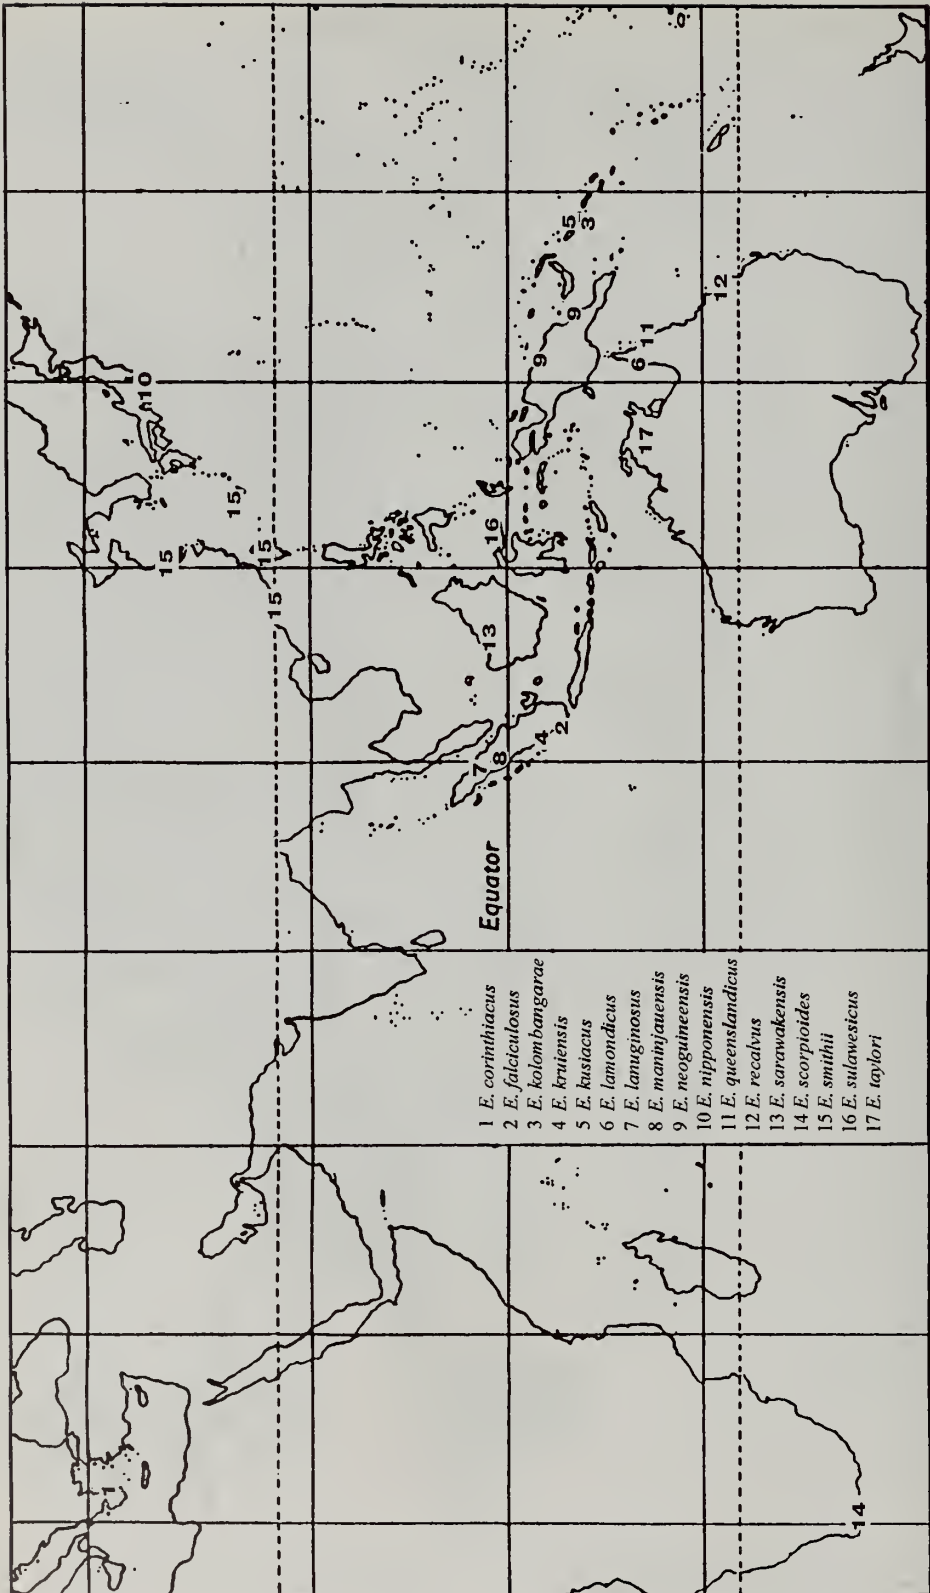 Equator
1 E. corinthiacus
2 E. falciculosus
3 E. kolombangarae
4 E. kruiensis
5 E. kusiacus
6 E. lamondicus
7 E. lanuginosus
8 E. maninjauensis
9 E. neoguineensis
10 E. nipponensis
11 E. queenslandicus
12 E. recalvus
13 E. sarawakensis
14 E. scorpioides
15 E. smithii
16 E. sulawesicus
17 E. taylori
10
15
15
15
15
16
13
7
8
4
2
9
9
5
3
6
11
12
17
14